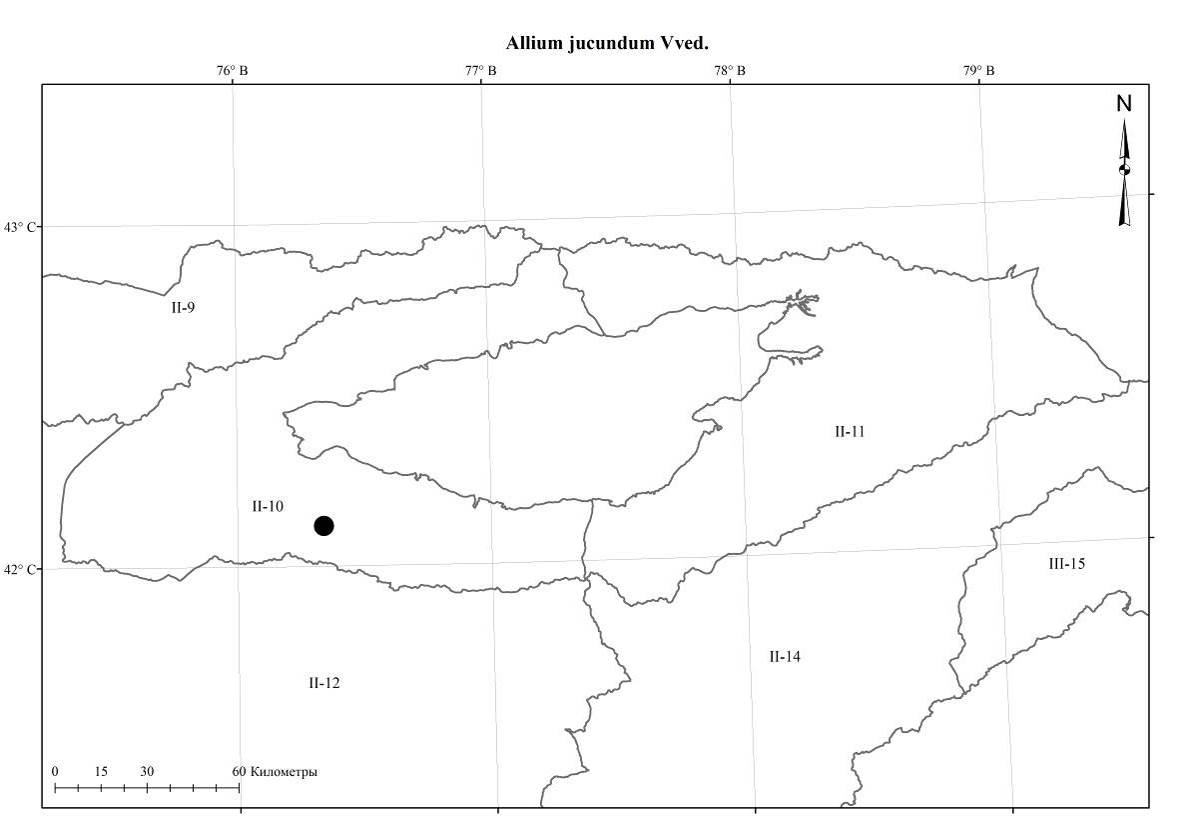 Allium jucundum Vved.
76° В 77° В 78° В 79° В
N
43° С
II-9
II-11
II-10
42° С
III-15
II-14
II-12
0 15 30 60 Километры